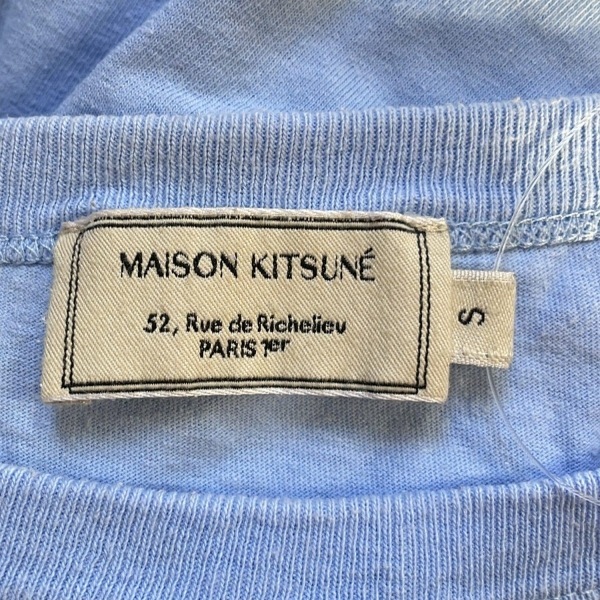 MAISON KITSUNÉ
52, Rue de Richelieu
PARIS 1er
S